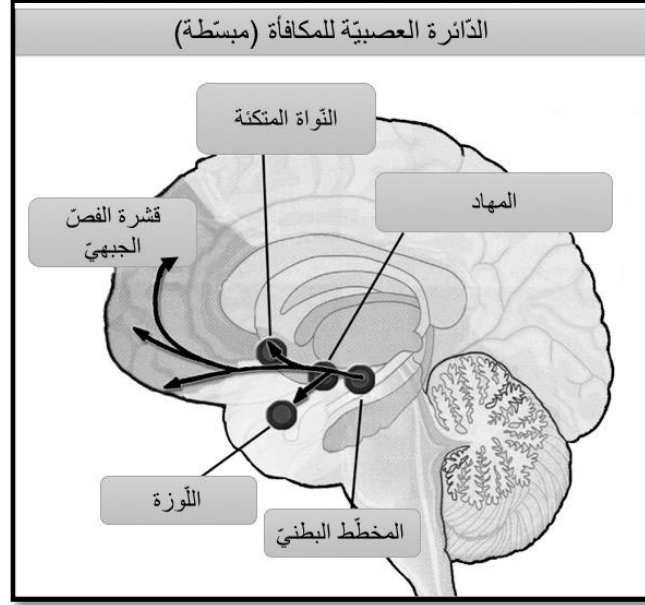 الدّائرة العصبيّة للمكافأة (مبسّطة)
النّواة المتكئة
المهاد
قشرة الفصّ
الجبهيّ
اللّوزة
المخطّط البطنيّ